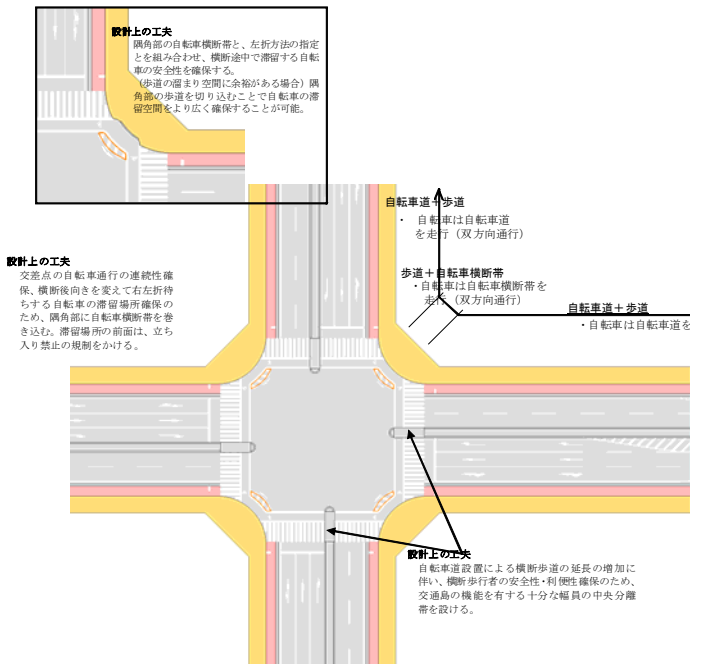 設計上の工夫
隅角部の自転車横断帯と、左折方法の指定
とを組み合わせ、横断途中で滞留する自転
車の安全性を確保する。
（歩道の溜まり空間に余裕がある場合）隅
角部の歩道を切り込むことで自転車の滞
留空間をより広く確保することが可能。
自転車道＋歩道
・ 自転車は自転車道
を走行（双方向通行）
設計上の工夫
交差点の自転車通行の連続性確
保、横断後向きを変えて右左折待
ちする自転車の滞留場所確保の
ため、隅角部に自転車横断帯を巻
き込む。滞留場所の前面は、立ち
入り禁止の規制をかける。
歩道＋自転車横断帯
・自転車は自転車横断帯を
走行（双方向通行）
自転車道＋歩道
・自転車は自転車道を
設計上の工夫
自転車道設置による横断歩道の延長の増加に
伴い、横断歩行者の安全性・利便性確保のため、
交通島の機能を有する十分な幅員の中央分離
帯を設ける。